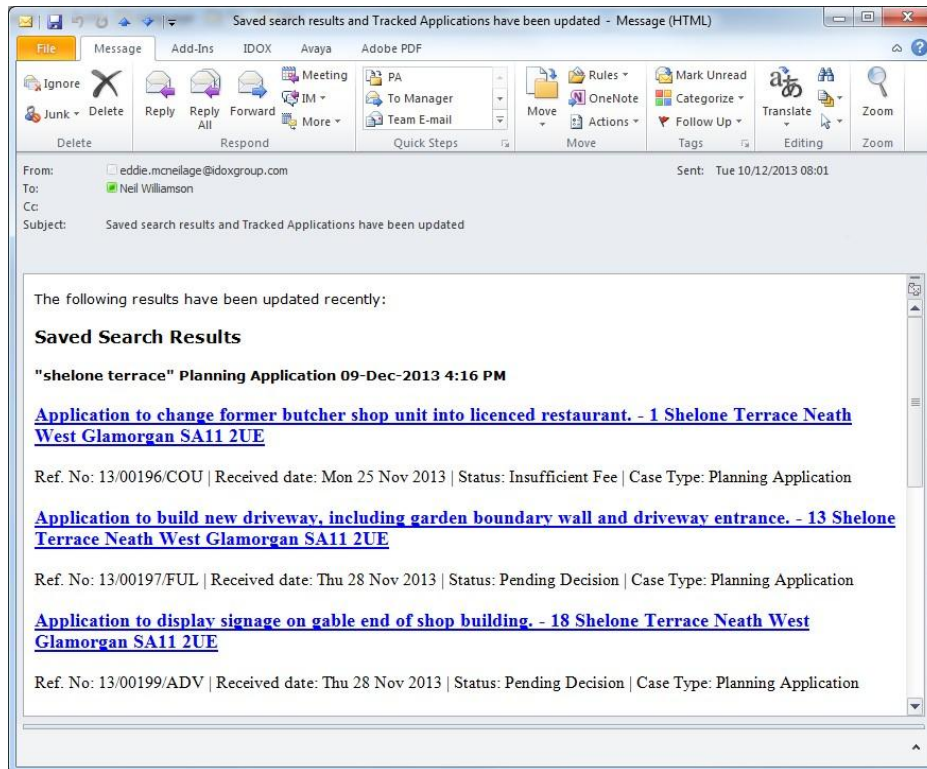 Saved search results and Tracked Applications have been updated - Message (HTML)
File Message Add-Ins IDOX Avaya Adobe PDF
Ignore
Junk
Delete
Reply
Reply All
Forward
Meeting
IM
More
PA
To Manager
Team E-mail
Move
Rules
OneNote
Actions
Mark Unread
Categorize
Follow Up
Translate
Zoom
Delete Respond Quick Steps Move Tags Editing Zoom
From: eddie.mcneilage@idoxgroup.com Sent: Tue 10/12/2013 08:01
To: Neil Williamson
Cc:
Subject: Saved search results and Tracked Applications have been updated
The following results have been updated recently:
Saved Search Results
"shelone terrace" Planning Application 09-Dec-2013 4:16 PM
Application to change former butcher shop unit into licenced restaurant. - 1 Shelone Terrace Neath
West Glamorgan SA11 2UE
Ref. No: 13/00196/COU | Received date: Mon 25 Nov 2013 | Status: Insufficient Fee | Case Type: Planning Application
Application to build new driveway, including garden boundary wall and driveway entrance. - 13 Shelone
Terrace Neath West Glamorgan SA11 2UE
Ref. No: 13/00197/FUL | Received date: Thu 28 Nov 2013 | Status: Pending Decision | Case Type: Planning Application
Application to display signage on gable end of shop building. - 18 Shelone Terrace Neath West
Glamorgan SA11 2UE
Ref. No: 13/00199/ADV | Received date: Thu 28 Nov 2013 | Status: Pending Decision | Case Type: Planning Application